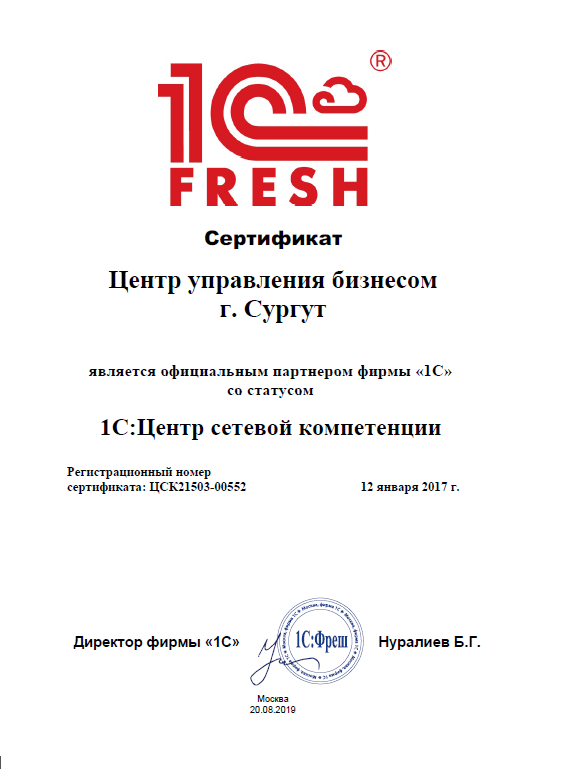 1С®
FRESH
Сертификат
Центр управления бизнесом
г. Сургут
является официальным партнером фирмы «1С»
со статусом
1С:Центр сетевой компетенции
Регистрационный номер
сертификата: ЦСК21503-00552 12 января 2017 г.
Директор фирмы «1С» 1С:Фреш Нуралиев Б.Г.
Москва
20.08.2019